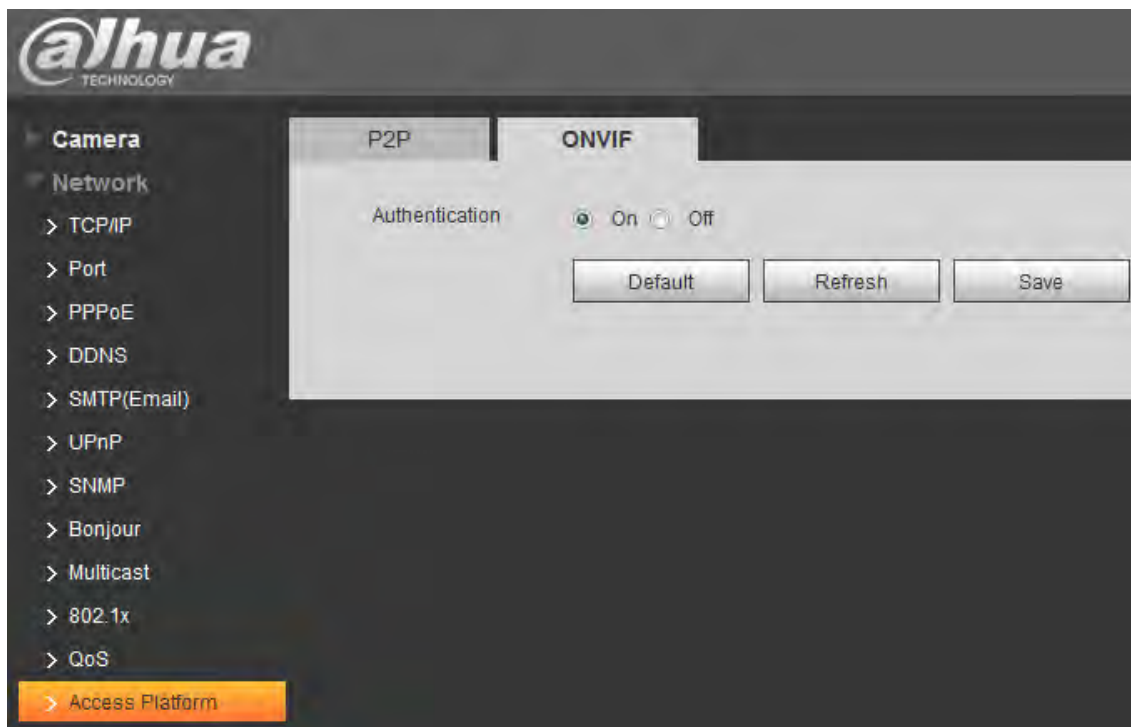 alhua
TECHNOLOGY
Camera
Network
TCP/IP
Port
PPPoE
DDNS
SMTP(Email)
UPnP
SNMP
Bonjour
Multicast
802.1x
QoS
Access Platform
P2P
ONVIF
Authentication
On
Off
Default
Refresh
Save